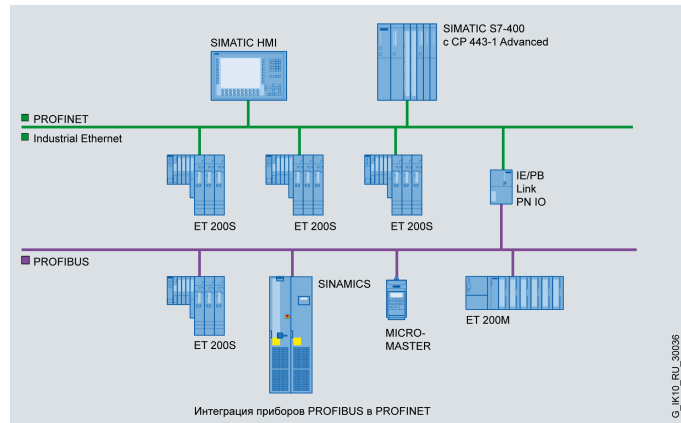 SIMATIC HMI
SIMATIC S7-400
с CP 443-1 Advanced
PROFINET
Industrial Ethernet
ET 200S
ET 200S
ET 200S
IE/PB
Link
PN IO
PROFIBUS
ET 200S
SINAMICS
MICRO-
MASTER
ET 200M
Интеграция приборов PROFIBUS в PROFINET
G_IK10_RU_30036